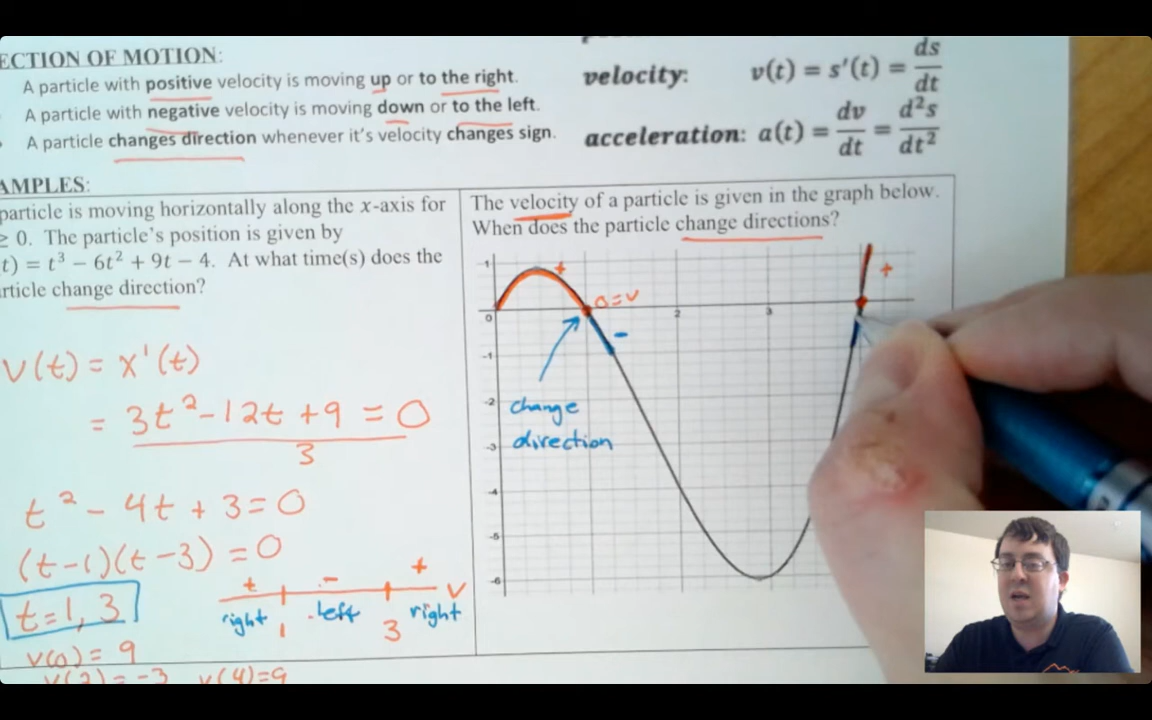 ECTION OF MOTION:
A particle with positive velocity is moving up or to the right.
A particle with negative velocity is moving down or to the left.
A particle changes direction whenever it's velocity changes sign.
velocity: v(t) = s'(t) = ds/dt
acceleration: a(t) = dv/dt = d²s/dt²
AMPLES:
particle is moving horizontally along the x-axis for
≥ 0. The particle's position is given by
t) = t³ − 6t² + 9t − 4. At what time(s) does the
rticle change direction?
v(t) = x'(t)
= 3t² - 12t + 9 = 0
3
t² - 4t + 3 = 0
(t-1)(t-3) = 0
t = 1, 3
+ - + v
right left right
1 3
v(0) = 9
v(2) = -3 v(4)=9
The velocity of a particle is given in the graph below.
When does the particle change directions?
1
+ +
0=v
0 2 3
-
-1
-2
change
direction
-3
-4
-5
-6